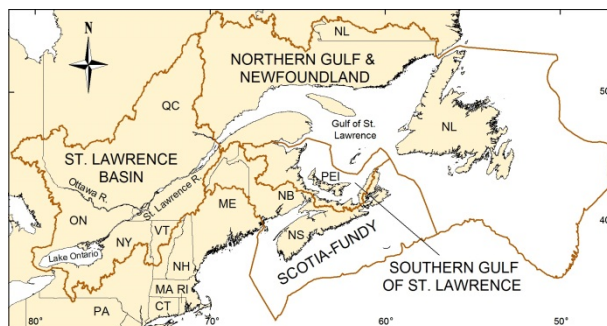 N
NL
NORTHERN GULF &
NEWFOUNDLAND
QC
50
Gulf of St.
Lawrence
NL
ST. LAWRENCE
BASIN
Ottawa R.
St. Lawrence R.
PEI
NB
ME
ON
VT
NY
40
Lake Ontario
NS
SCOTIA-FUNDY
NH
SOUTHERN GULF
OF ST. LAWRENCE
MA RI
CT
PA
80°
70°
60°
50°